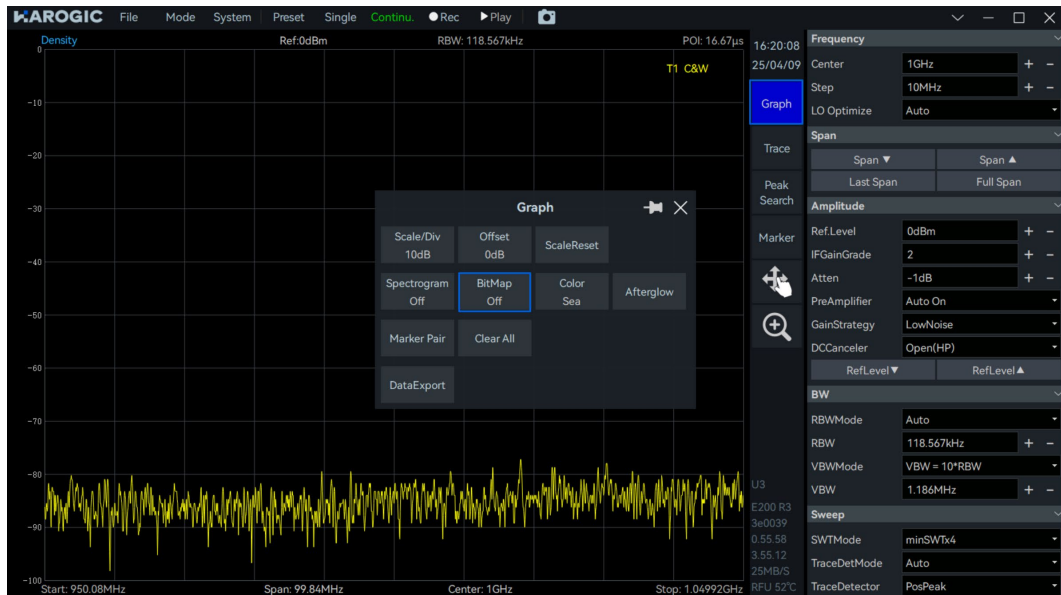 HAROGIC File Mode System Preset Single Continu. Rec Play
Density Ref:0dBm RBW: 118.567kHz POI: 16.67µs
T1 C&W
0
-10
-20
-30
-40
-50
-60
-70
-80
-90
-100
Start: 950.08MHz Span: 99.84MHz Center: 1GHz Stop: 1.04992GHz
Graph
Scale/Div
10dB
Offset
0dB
ScaleReset
Spectrogram
Off
BitMap
Off
Color
Sea
Afterglow
Marker Pair
Clear All
DataExport
16:20:08
25/04/09
Graph
Trace
Peak
Search
Marker
U3
E200 R3
3e0039
0.55.58
3.55.12
25MB/S
RFU 52°C
Frequency
Center 1GHz + -
Step 10MHz + -
LO Optimize Auto
Span
Span ▼ Span ▲
Last Span Full Span
Amplitude
Ref.Level 0dBm + -
IFGainGrade 2 + -
Atten -1dB + -
PreAmplifier Auto On
GainStrategy LowNoise
DCCanceler Open(HP)
RefLevel▼ RefLevel▲
BW
RBWMode Auto
RBW 118.567kHz + -
VBWMode VBW = 10*RBW
VBW 1.186MHz + -
Sweep
SWTMode minSWTx4
TraceDetMode Auto
TraceDetector PosPeak